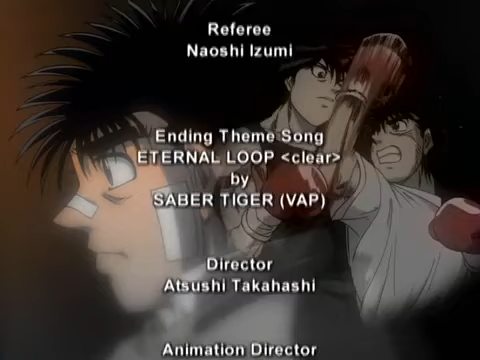 Referee
Naoshi Izumi
Ending Theme Song
ETERNAL LOOP <clear>
by
SABER TIGER (VAP)
Director
Atsushi Takahashi
Animation Director